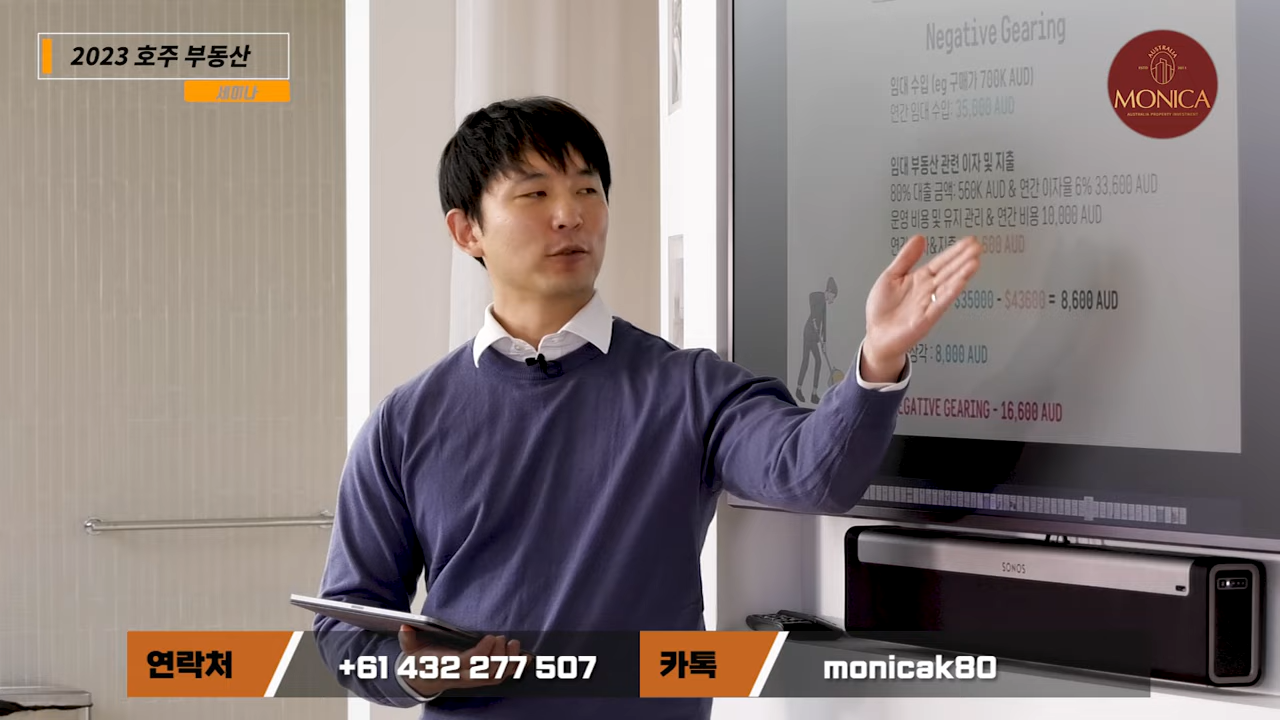 2023 호주 부동산
세미나
AUSTRALIA
MONICA
AUSTRALIA PROPERTY INVESTMENT
Negative Gearing
임대 수입 (eg 구매가 700K AUD)
연간 임대 수입: 35,000 AUD
임대 부동산 관련 이자 및 지출
80% 대출 금액: 560K AUD & 연간 이자율 6% 33,600 AUD
운영 비용 및 유지 관리 & 연간 비용 10,000 AUD
600 AUD
$35000 - $43600 = 8,600 AUD
상각 : 8,000 AUD
EGATIVE GEARING - 16,600 AUD
SONOS
연락처
+61 432 277 507
카톡
monicak80